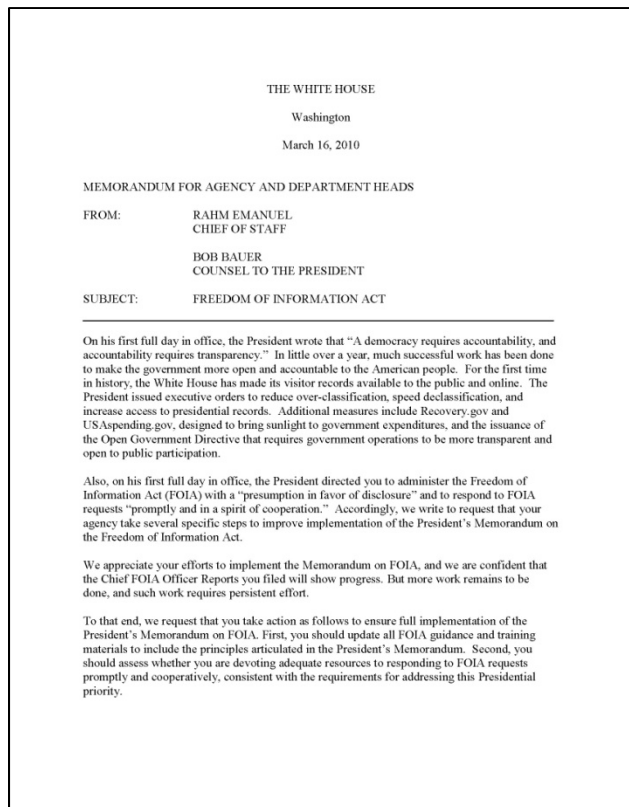 THE WHITE HOUSE
Washington
March 16, 2010
MEMORANDUM FOR AGENCY AND DEPARTMENT HEADS
FROM: RAHM EMANUEL
CHIEF OF STAFF
BOB BAUER
COUNSEL TO THE PRESIDENT
SUBJECT: FREEDOM OF INFORMATION ACT
On his first full day in office, the President wrote that “A democracy requires accountability, and
accountability requires transparency.” In little over a year, much successful work has been done
to make the government more open and accountable to the American people. For the first time
in history, the White House has made its visitor records available to the public and online. The
President issued executive orders to reduce over-classification, speed declassification, and
increase access to presidential records. Additional measures include Recovery.gov and
USAspending.gov, designed to bring sunlight to government expenditures, and the issuance of
the Open Government Directive that requires government operations to be more transparent and
open to public participation.
Also, on his first full day in office, the President directed you to administer the Freedom of
Information Act (FOIA) with a “presumption in favor of disclosure” and to respond to FOIA
requests “promptly and in a spirit of cooperation.” Accordingly, we write to request that your
agency take several specific steps to improve implementation of the President’s Memorandum on
the Freedom of Information Act.
We appreciate your efforts to implement the Memorandum on FOIA, and we are confident that
the Chief FOIA Officer Reports you filed will show progress. But more work remains to be
done, and such work requires persistent effort.
To that end, we request that you take action as follows to ensure full implementation of the
President’s Memorandum on FOIA. First, you should update all FOIA guidance and training
materials to include the principles articulated in the President’s Memorandum. Second, you
should assess whether you are devoting adequate resources to responding to FOIA requests
promptly and cooperatively, consistent with the requirements for addressing this Presidential
priority.